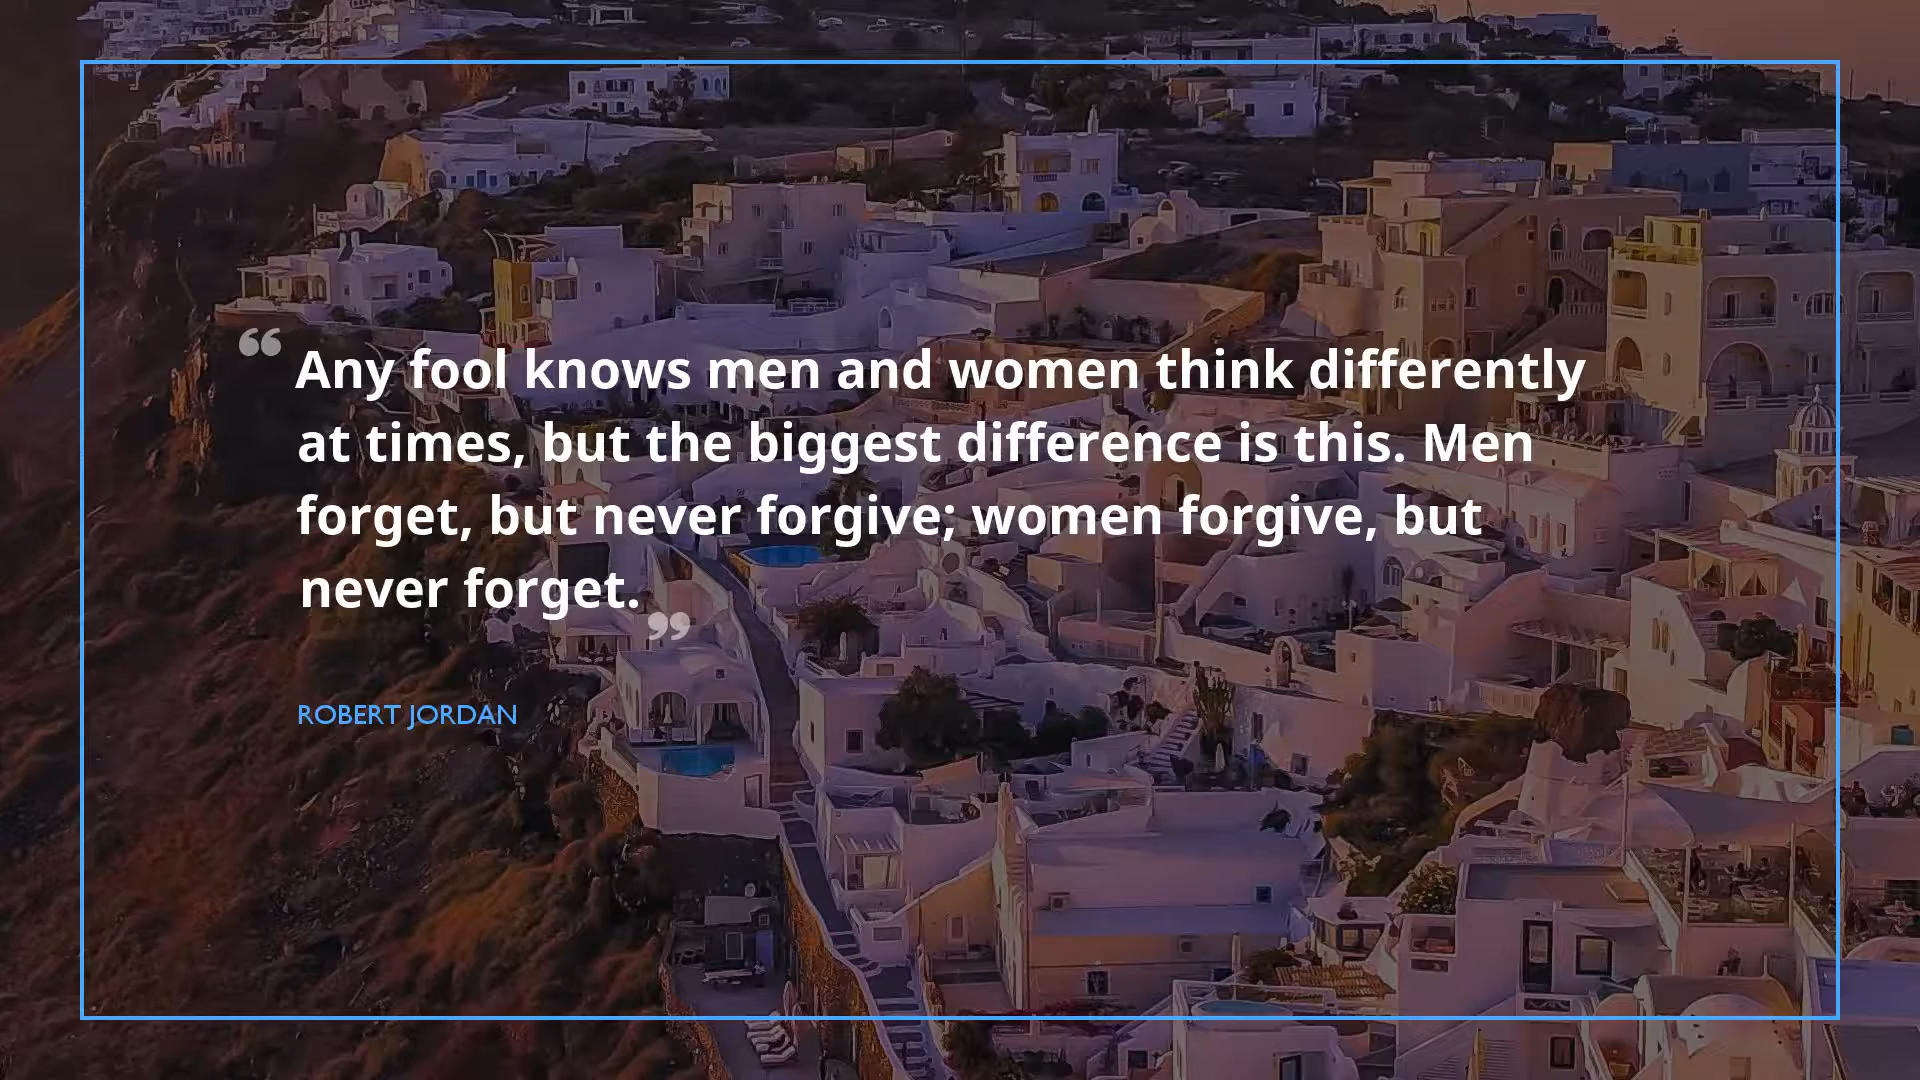 “Any fool knows men and women think differently
at times, but the biggest difference is this. Men
forget, but never forgive; women forgive, but
never forget.”
ROBERT JORDAN